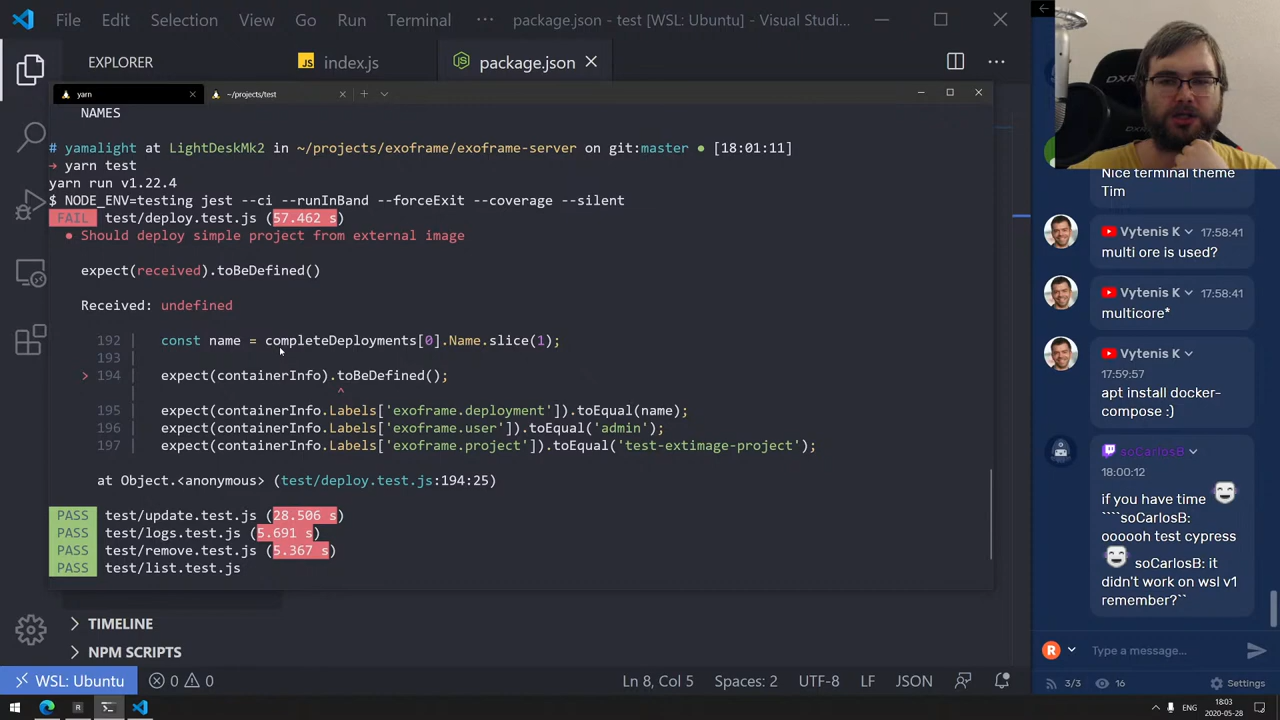 File
Edit
Selection
View
Go
Run
Terminal
···
package.json - test [WSL: Ubuntu] - Visual Studi...
EXPLORER
JS
index.js
package.json
yarn
~/projects/test
NAMES
# yamalight at LightDeskMk2 in ~/projects/exoframe/exoframe-server on git:master ● [18:01:11]
→ yarn test
yarn run v1.22.4
$ NODE_ENV=testing jest --ci --runInBand --forceExit --coverage --silent
FAIL test/deploy.test.js (57.462 s)
● Should deploy simple project from external image
expect(received).toBeDefined()
Received: undefined
192 | const name = completeDeployments[0].Name.slice(1);
193 |
> 194 | expect(containerInfo).toBeDefined();
| ^
195 | expect(containerInfo.Labels['exoframe.deployment']).toEqual(name);
196 | expect(containerInfo.Labels['exoframe.user']).toEqual('admin');
197 | expect(containerInfo.Labels['exoframe.project']).toEqual('test-extimage-project');
at Object.<anonymous> (test/deploy.test.js:194:25)
PASS test/update.test.js (28.506 s)
PASS test/logs.test.js (5.691 s)
PASS test/remove.test.js (5.367 s)
PASS test/list.test.js
TIMELINE
NPM SCRIPTS
WSL: Ubuntu
0
0
Ln 8, Col 5
Spaces: 2
UTF-8
LF
JSON
DXR
Nice terminal theme
Tim
Vytenis K
17:58:41
multi ore is used?
Vytenis K
17:58:41
multicore*
Vytenis K
17:59:57
apt install docker-
compose :)
soCarlosB
18:00:12
if you have time
````soCarlosB:
oooooh test cypress
soCarlosB: it
didn't work on wsl v1
remember?``
R
Type a message...
3/3
16
Settings
R
ENG
18:03
2020-05-28